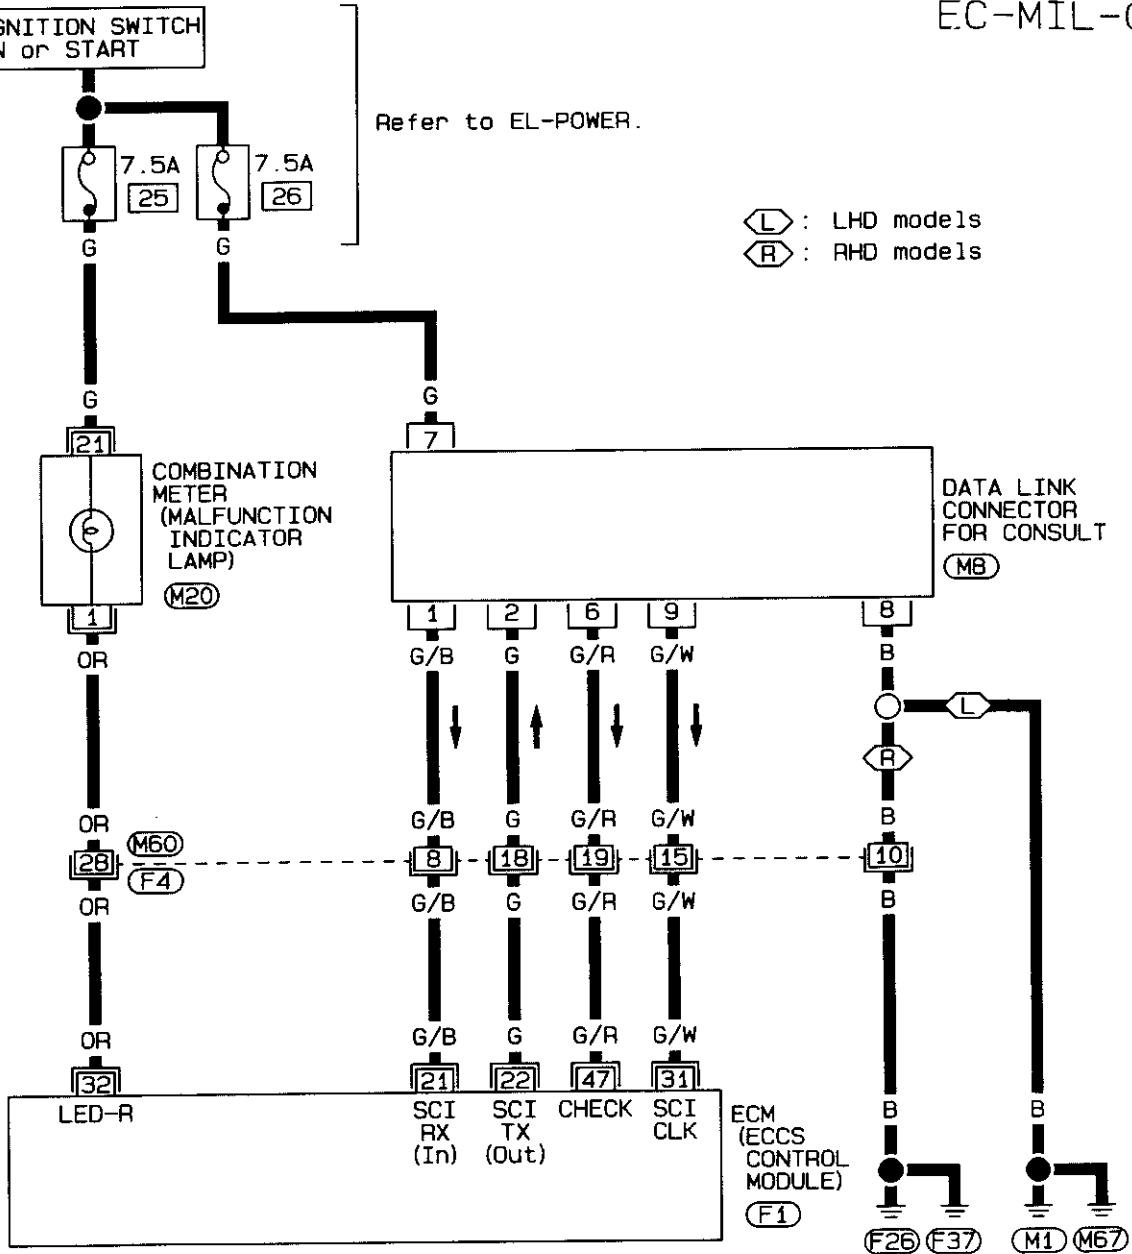 EC-MIL-
GNITION SWITCH
N or START
Refer to EL-POWER.
7.5A
25
7.5A
26
G
G
L : LHD models
R : RHD models
G
G
21
7
COMBINATION
METER
(MALFUNCTION
INDICATOR
LAMP)
M20
DATA LINK
CONNECTOR
FOR CONSULT
M8
1
1
2
6
9
8
OR
G/B
G
G/R
G/W
B
L
R
OR
G/B
G
G/R
G/W
B
M60
28
8
18
19
15
10
F4
OR
G/B
G
G/R
G/W
B
OR
G/B
G
G/R
G/W
32
21
22
47
31
LED-R
SCI
RX
(In)
SCI
TX
(Out)
CHECK
SCI
CLK
ECM
(ECCS
CONTROL
MODULE)
F1
B
B
F26
F37
M1
M67